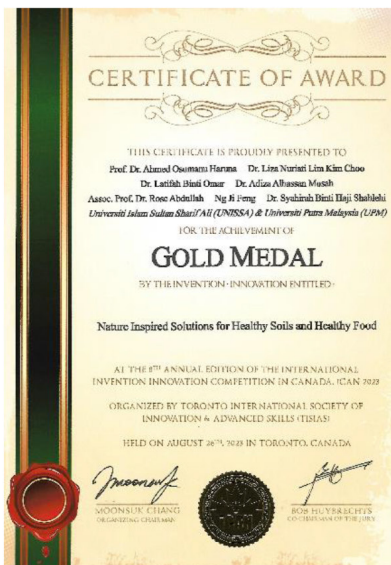 CERTIFICATE OF AWARD
THIS CERTIFICATE IS PROUDLY PRESENTED TO
Prof. Dr. Ahmed Osumanu Haruna Dr. Liza Nuriati Lim Kim Choo
Dr. Latifah Binti Omar Dr. Adiza Alhassan Musah
Assoc. Prof. Dr. Rose Abdullah Ng Ji Feng Dr. Syahirah Binti Haji Shahlehi
Universiti Islam Sultan Sharif Ali (UNISSA) & Universiti Putra Malaysia (UPM)
FOR THE ACHIEVEMENT OF
GOLD MEDAL
BY THE INVENTION · INNOVATION ENTITLED ·
Nature Inspired Solutions for Healthy Soils and Healthy Food
AT THE 8TH ANNUAL EDITION OF THE INTERNATIONAL
INVENTION INNOVATION COMPETITION IN CANADA, ICAN 2023
ORGANIZED BY TORONTO INTERNATIONAL SOCIETY OF
INNOVATION & ADVANCED SKILLS (TISIAS)
HELD ON AUGUST 26TH, 2023 IN TORONTO, CANADA
MOONSUK CHANG
ORGANIZING CHAIRMAN
BOB HUYBRECHTS
CO CHAIRMAN OF THE JURY